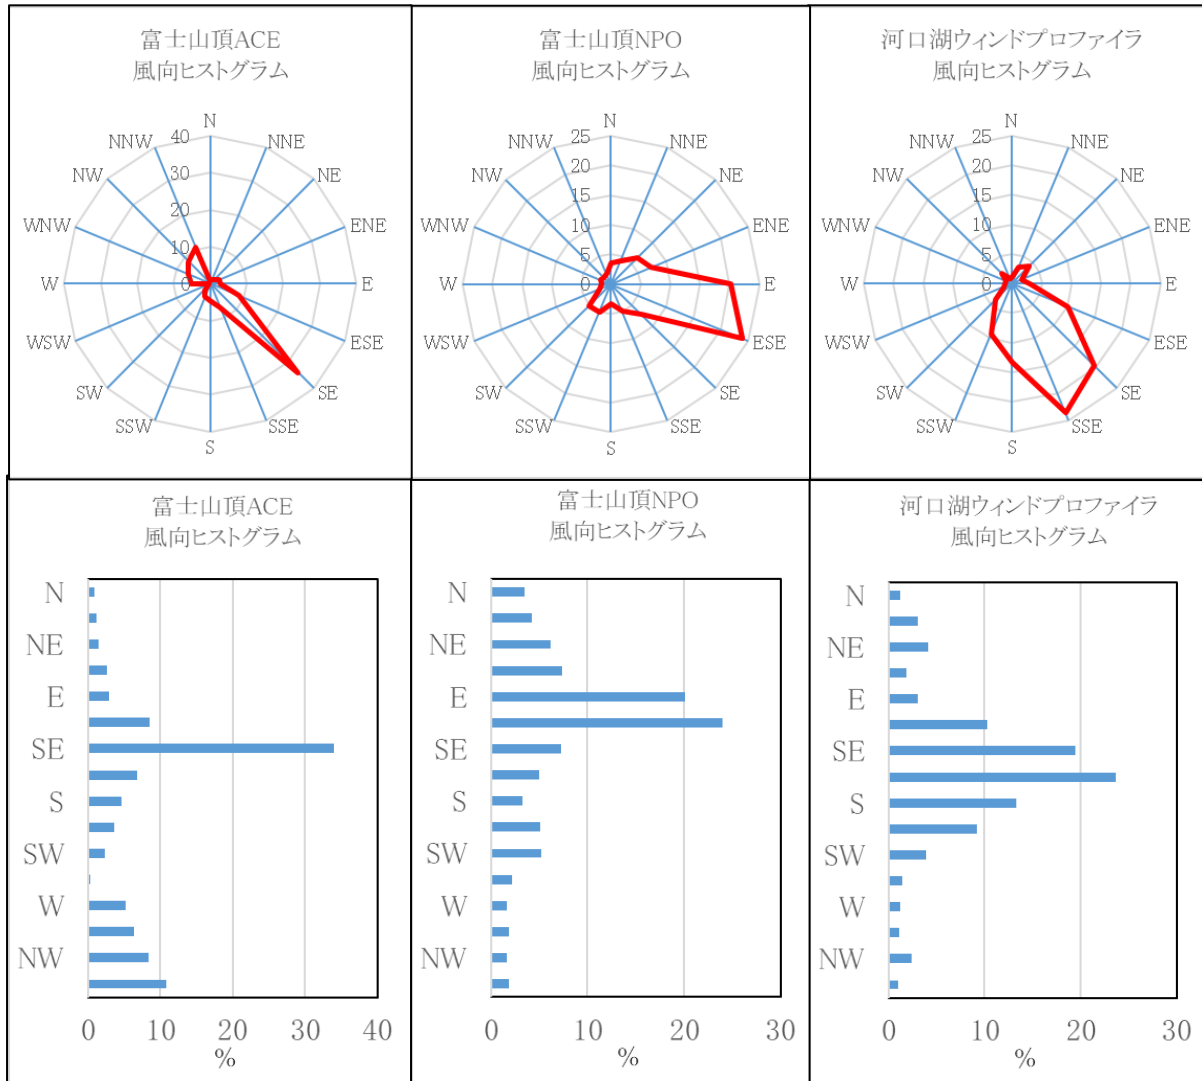 富士山頂ACE
風向ヒストグラム
N
NNE
NE
ENE
E
ESE
SE
SSE
S
SSW
SW
WSW
W
WNW
NW
NNW
40
30
20
10
0
富士山頂NPO
風向ヒストグラム
N
NNE
NE
ENE
E
ESE
SE
SSE
S
SSW
SW
WSW
W
WNW
NW
NNW
25
20
15
10
5
0
河口湖ウィンドプロファイラ
風向ヒストグラム
N
NNE
NE
ENE
E
ESE
SE
SSE
S
SSW
SW
WSW
W
WNW
NW
NNW
25
20
15
10
5
0
富士山頂ACE
風向ヒストグラム
N
NE
E
SE
S
SW
W
NW
0 10 20 30 40
%
富士山頂NPO
風向ヒストグラム
N
NE
E
SE
S
SW
W
NW
0 10 20 30
%
河口湖ウィンドプロファイラ
風向ヒストグラム
N
NE
E
SE
S
SW
W
NW
0 10 20 30
%